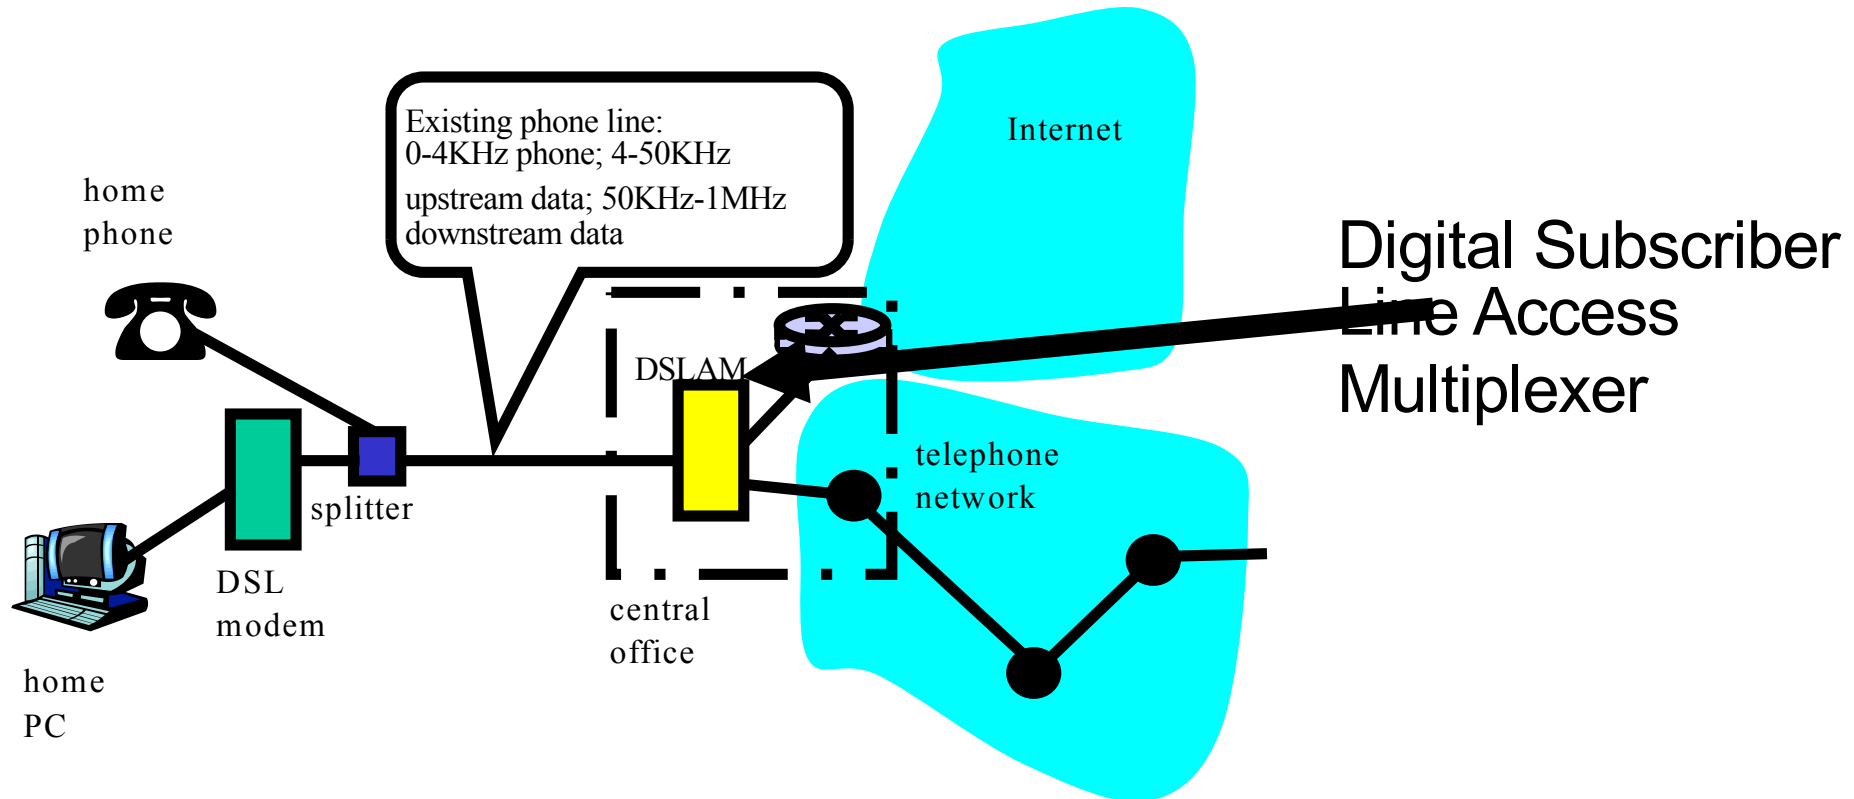 Existing phone line:
0-4KHz phone; 4-50KHz
upstream data; 50KHz-1MHz
downstream data
Internet
home
phone
Digital Subscriber
Line Access
Multiplexer
DSLAM
telephone
network
splitter
DSL
modem
central
office
home
PC